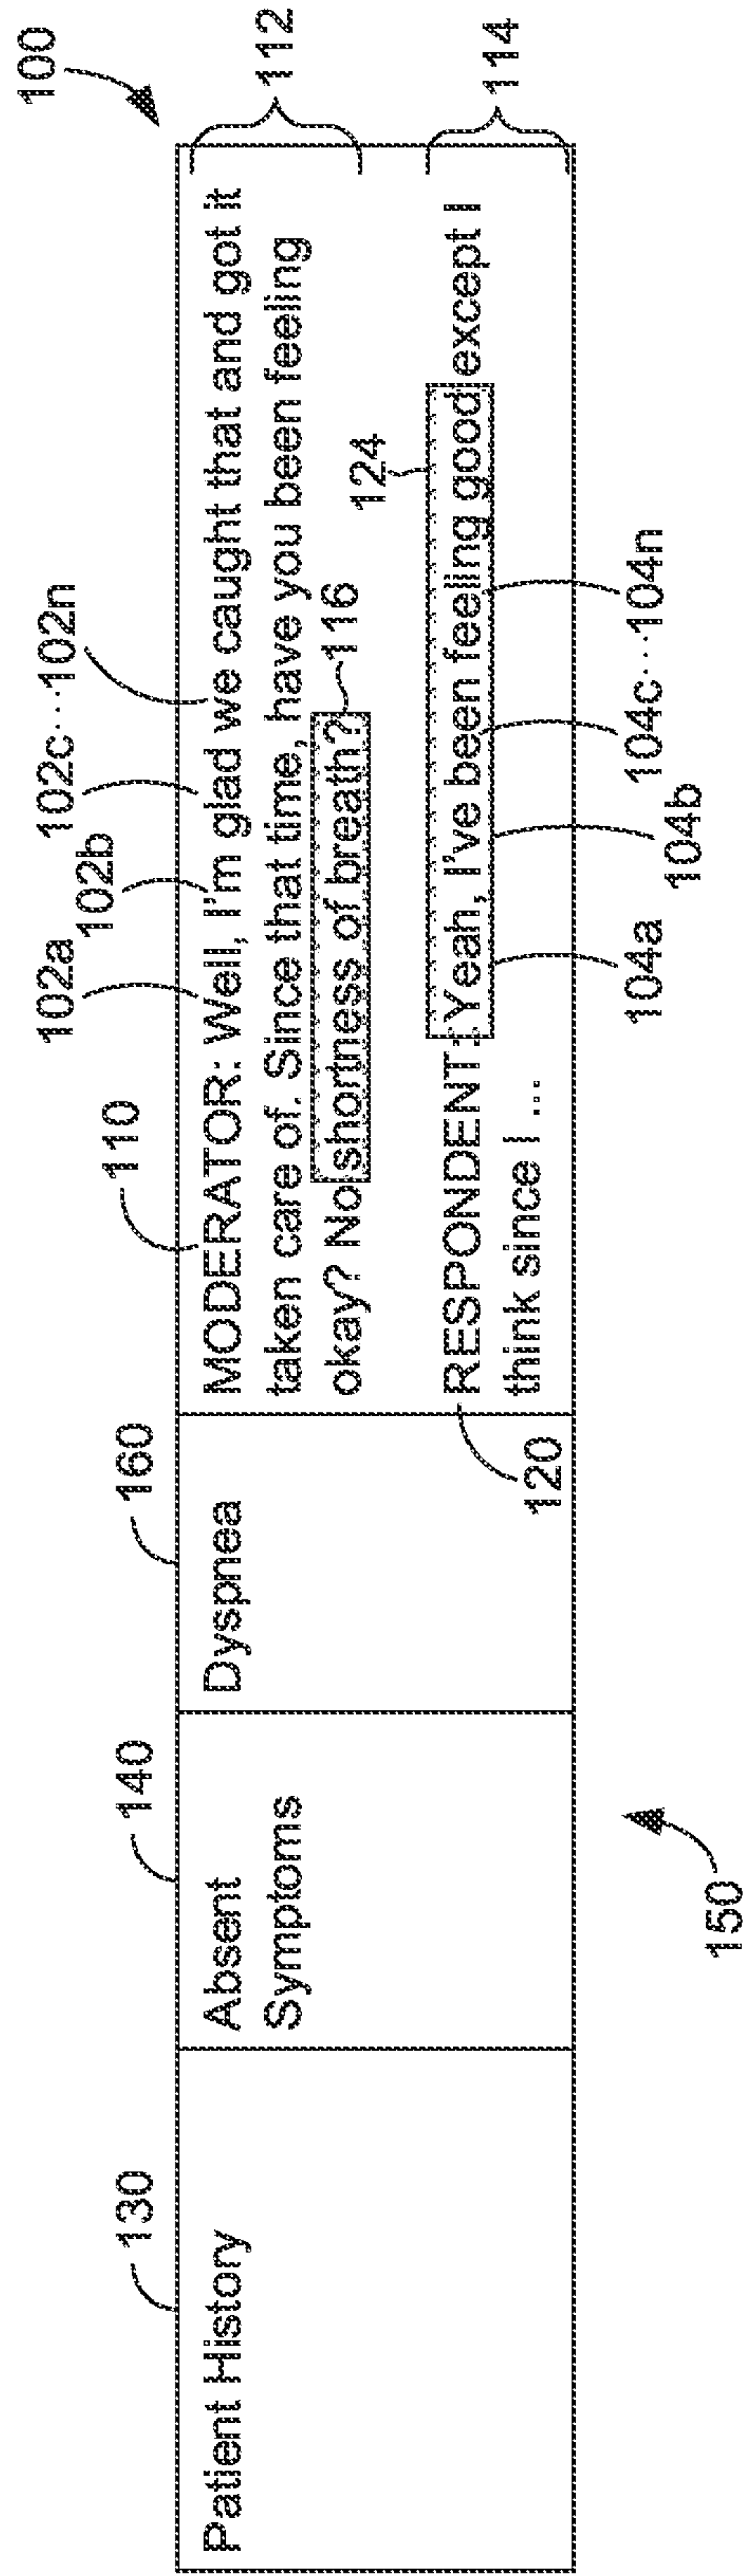 100
102a
102b
102c···102n
110
160
140
130
Patient History
Absent
Symptoms
Dyspnea
MODERATOR: Well, I'm glad we caught that and got it
taken care of. Since that time, have you been feeling
okay? No shortness of breath?
116
112
124
RESPONDENT: Yeah, I've been feeling good except I
think since I ...
114
120
104a
104b
104c···104n
150